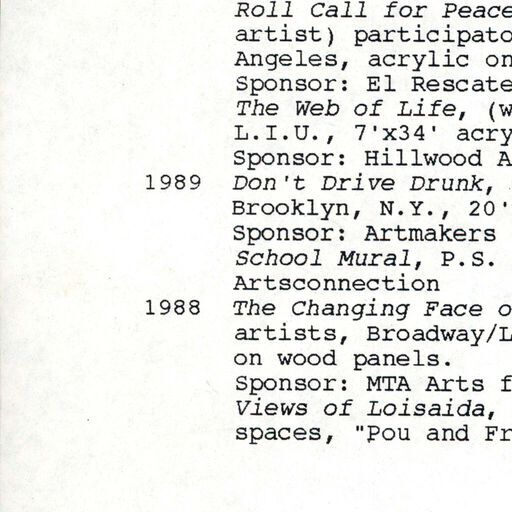 Roll Call for Peace
artist) participato
Angeles, acrylic on
Sponsor: El Rescate
The Web of Life, (w
L.I.U., 7'x34' acry
Sponsor: Hillwood A
1989 Don't Drive Drunk,
Brooklyn, N.Y., 20'
Sponsor: Artmakers
School Mural, P.S.
Artsconnection
1988 The Changing Face o
artists, Broadway/L
on wood panels.
Sponsor: MTA Arts f
Views of Loisaida,
spaces, "Pou and Fr